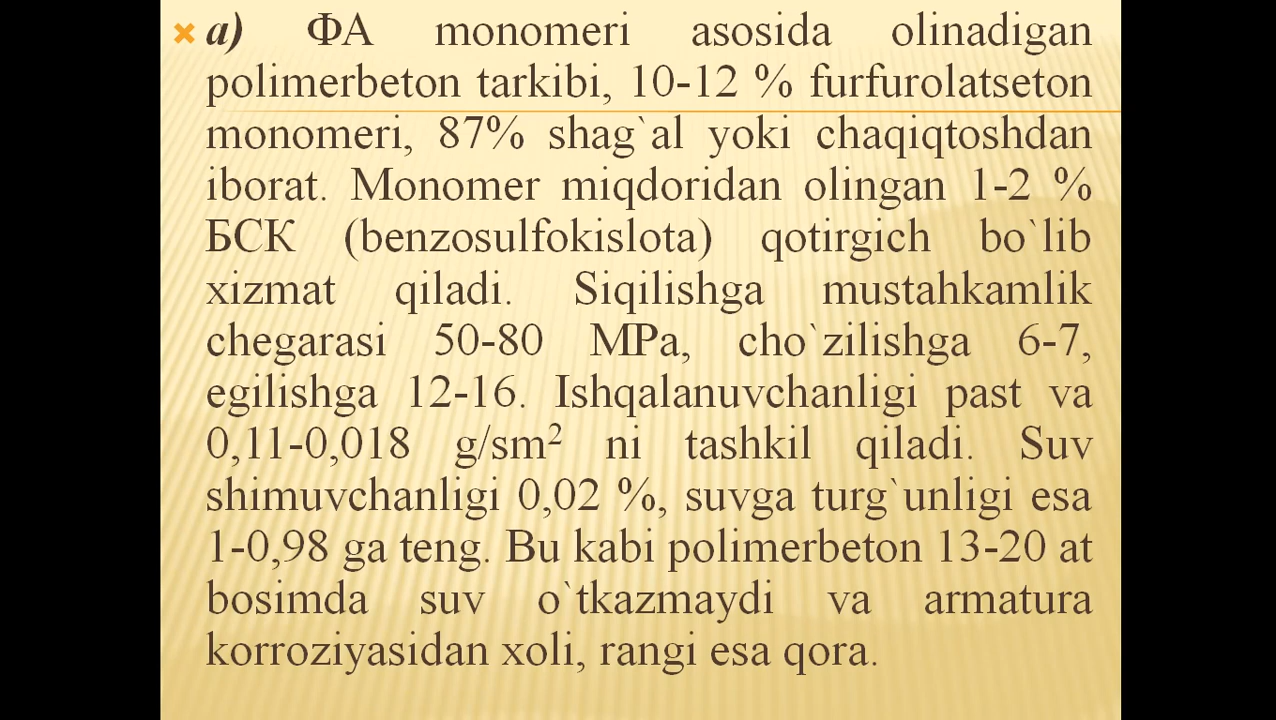 a) ФА monomeri asosida olinadigan
polimerbeton tarkibi, 10-12 % furfurolatseton
monomeri, 87% shag`al yoki chaqiqtoshdan
iborat. Monomer miqdoridan olingan 1-2 %
БСК (benzosulfokislota) qotirgich bo`lib
xizmat qiladi. Siqilishga mustahkamlik
chegarasi 50-80 MPa, cho`zilishga 6-7,
egilishga 12-16. Ishqalanuvchanligi past va
0,11-0,018 g/sm² ni tashkil qiladi. Suv
shimuvchanligi 0,02 %, suvga turg`unligi esa
1-0,98 ga teng. Bu kabi polimerbeton 13-20 at
bosimda suv o`tkazmaydi va armatura
korroziyasidan xoli, rangi esa qora.